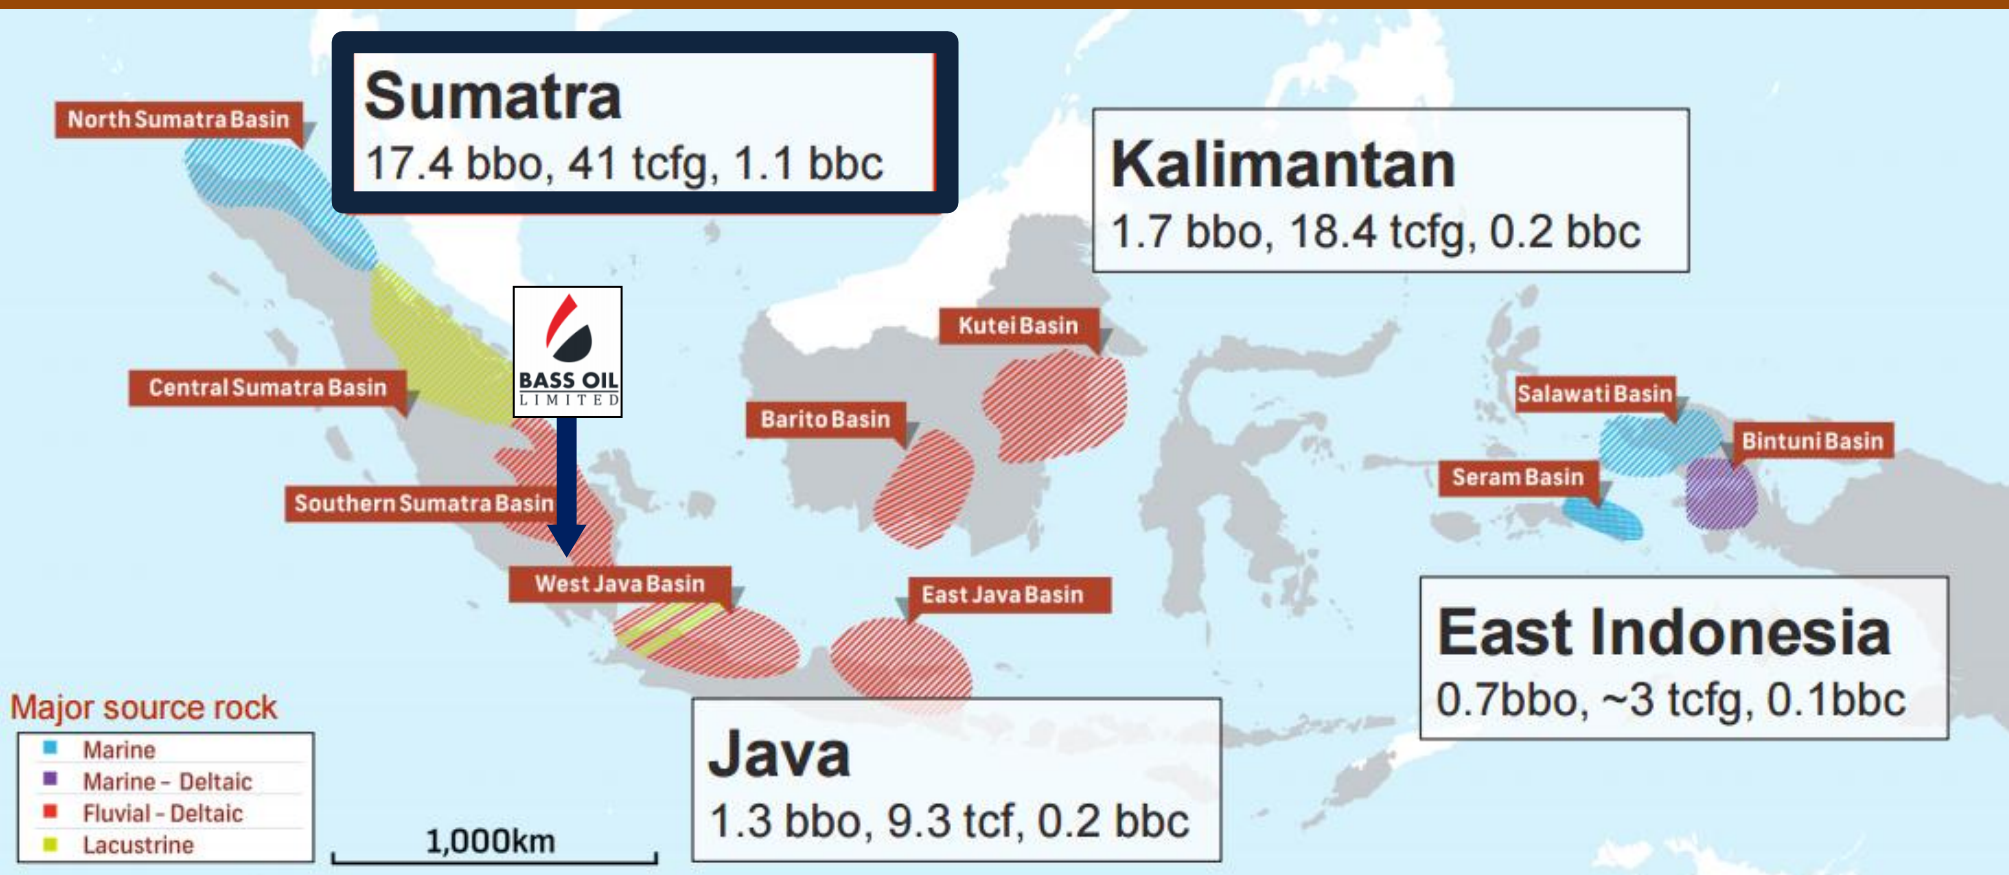 Sumatra
17.4 bbo, 41 tcfg, 1.1 bbc
North Sumatra Basin
Kalimantan
1.7 bbo, 18.4 tcfg, 0.2 bbc
BASS OIL
LIMITED
Kutei Basin
Central Sumatra Basin
Barito Basin
Salawati Basin
Bintuni Basin
Seram Basin
Southern Sumatra Basin
West Java Basin
East Java Basin
East Indonesia
0.7bbo, ~3 tcfg, 0.1bbc
Java
1.3 bbo, 9.3 tcf, 0.2 bbc
Major source rock
Marine
Marine - Deltaic
Fluvial - Deltaic
Lacustrine
1,000km